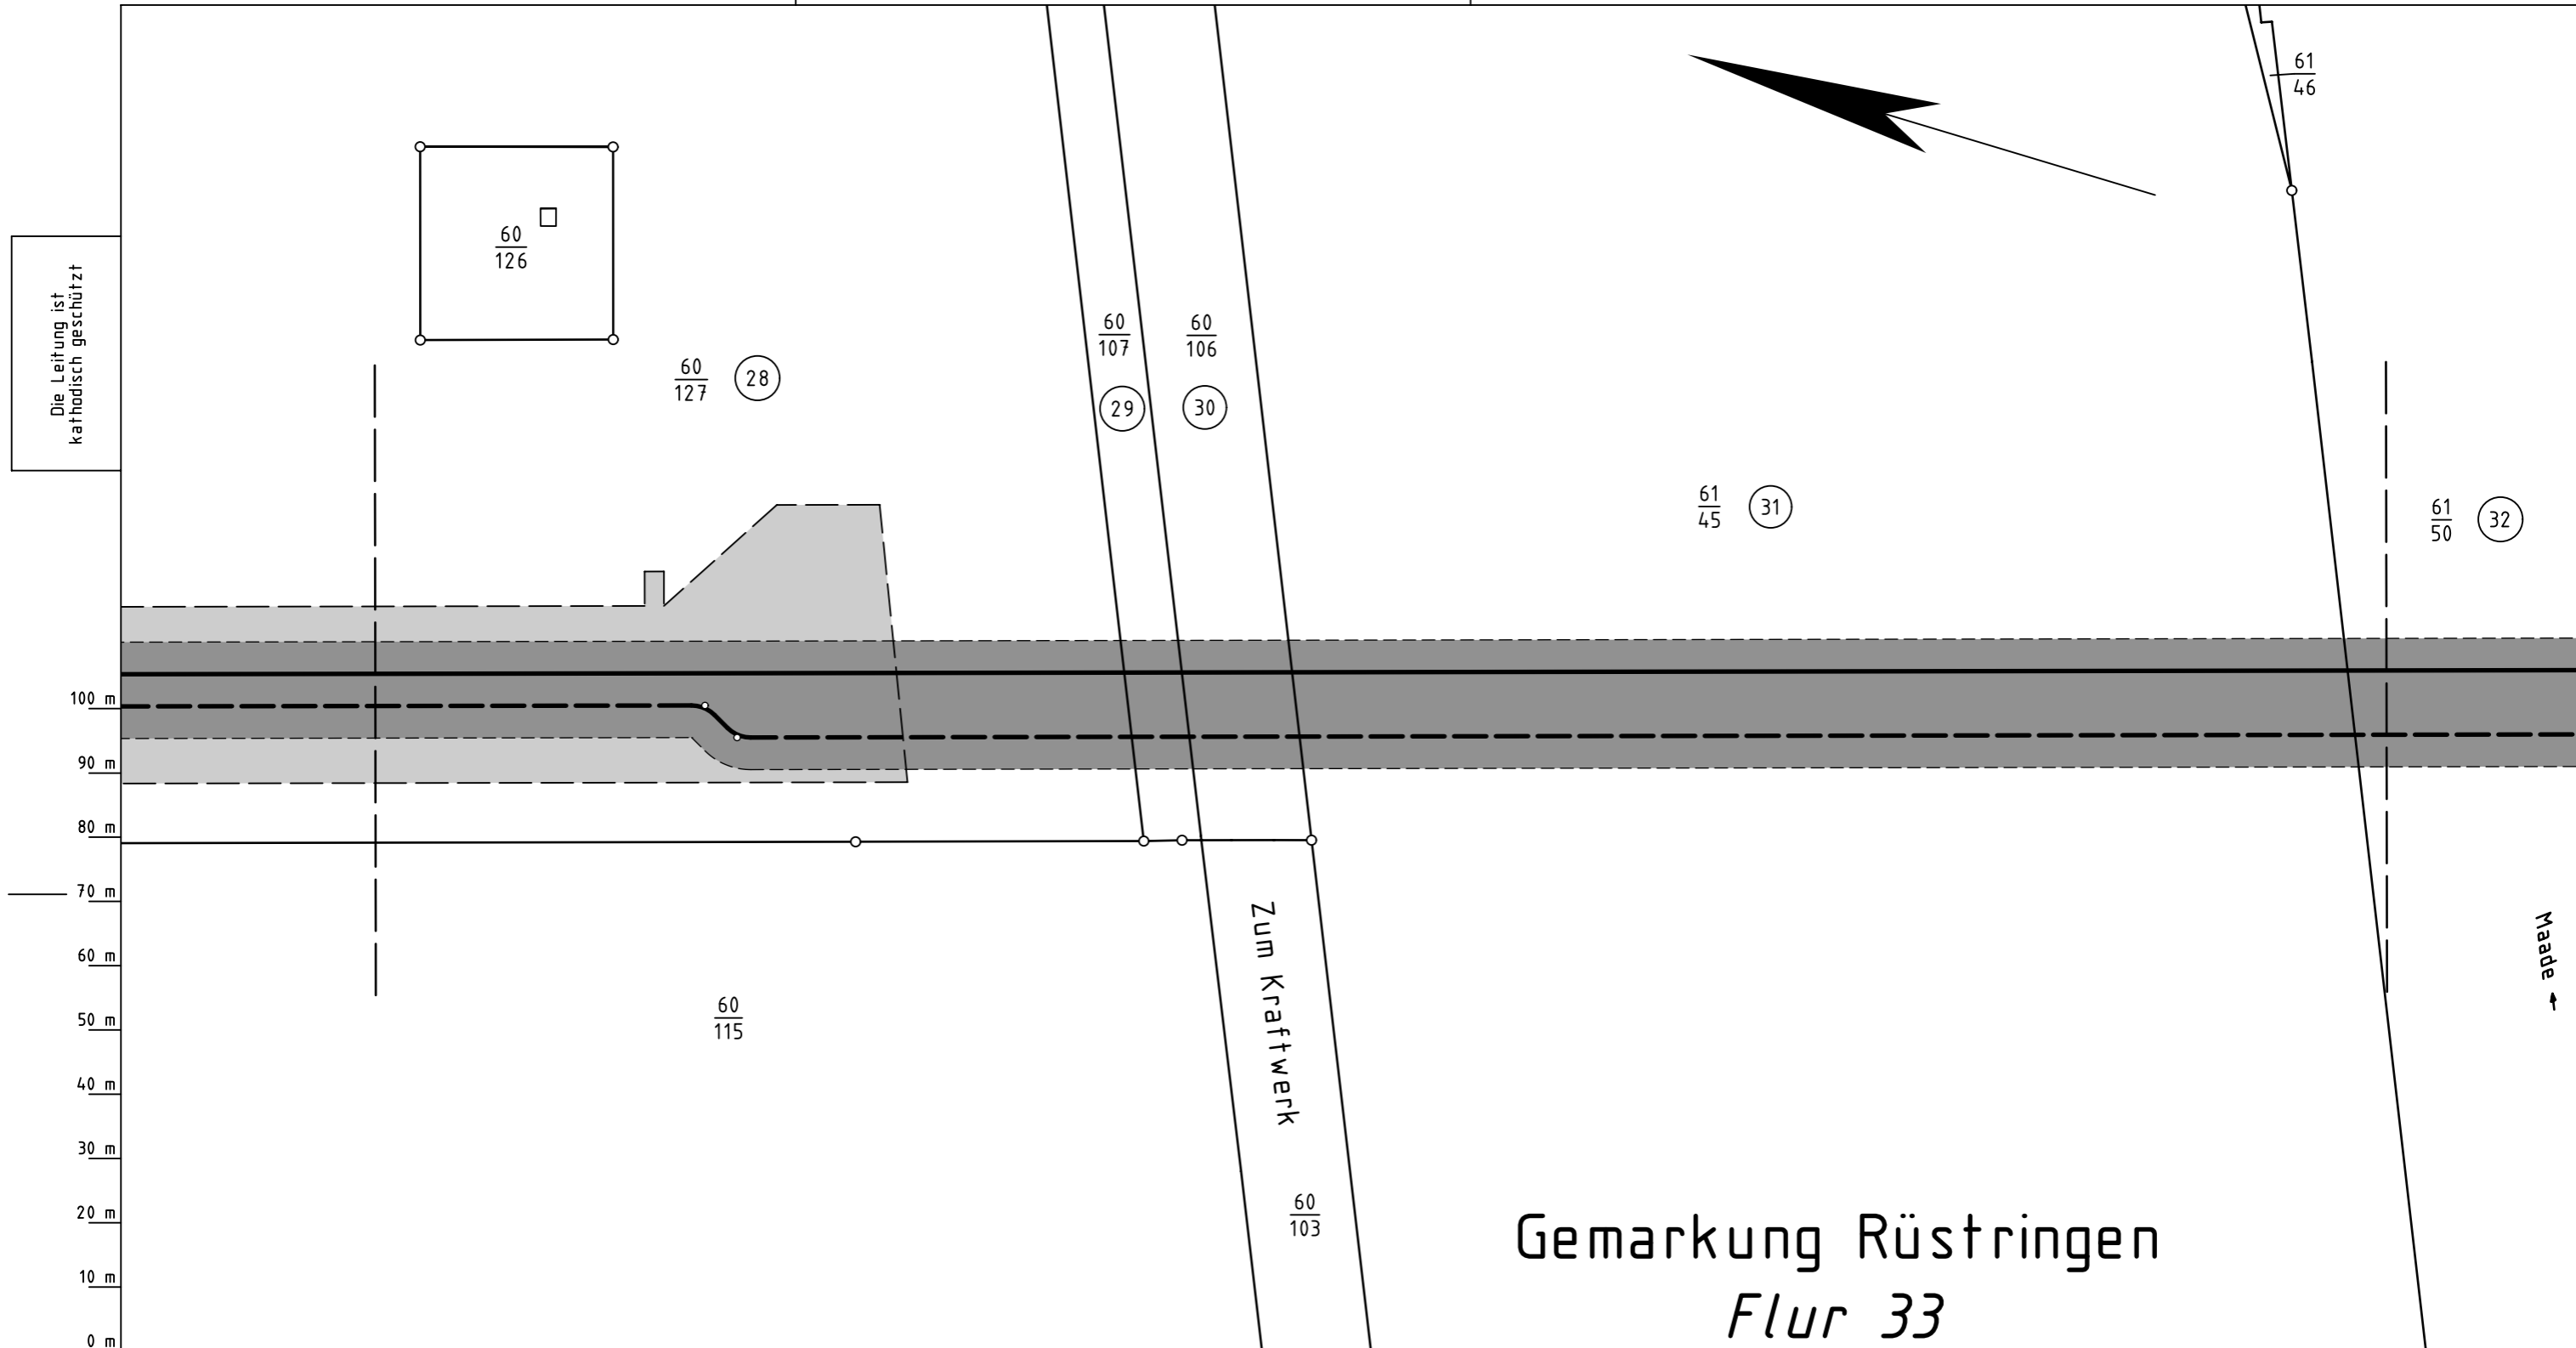 61
46
60
126
Die Leitung ist
kathodisch geschützt
60
107
60
106
60
127
28
29
30
61
45
31
61
50
32
100 m
90 m
80 m
70 m
60 m
50 m
40 m
30 m
20 m
10 m
0 m
Zum Kraftwerk
Maade
60
115
60
103
Gemarkung Rüstringen
Flur 33